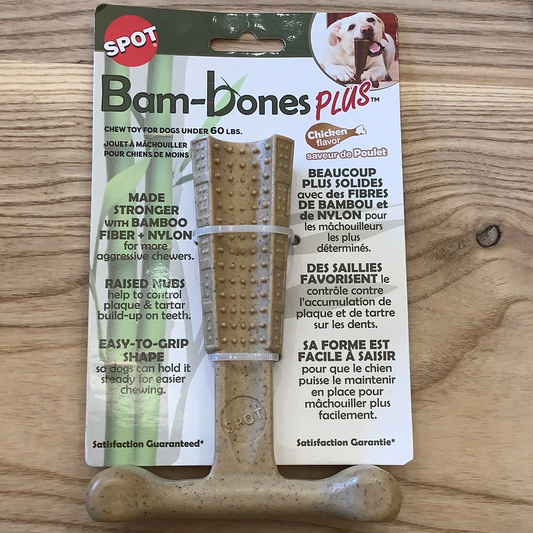 SPOT
Bam-bones PLUS™
CHEW TOY FOR DOGS UNDER 60 LBS.
JOUET À MÂCHOUILLER
POUR CHIENS DE MOINS
Chicken
flavor
saveur de Poulet
MADE
STRONGER
WITH BAMBOO
FIBER + NYLON
for more
aggressive chewers.
RAISED NUBS
help to control
plaque & tartar
build-up on teeth.
EASY-TO-GRIP
SHAPE
so dogs can hold it
steady for easier
chewing.
Satisfaction Guaranteed*
BEAUCOUP
PLUS SOLIDES
avec des FIBRES
DE BAMBOU et
de NYLON pour
les mâchouilleurs
les plus
déterminés.
DES SAILLIES
FAVORISENT le
contrôle contre
l'accumulation de
plaque et de tartre
sur les dents.
SA FORME EST
FACILE À SAISIR
pour que le chien
puisse le maintenir
en place pour
mâchouiller plus
facilement.
Satisfaction Garantie*
SPOT